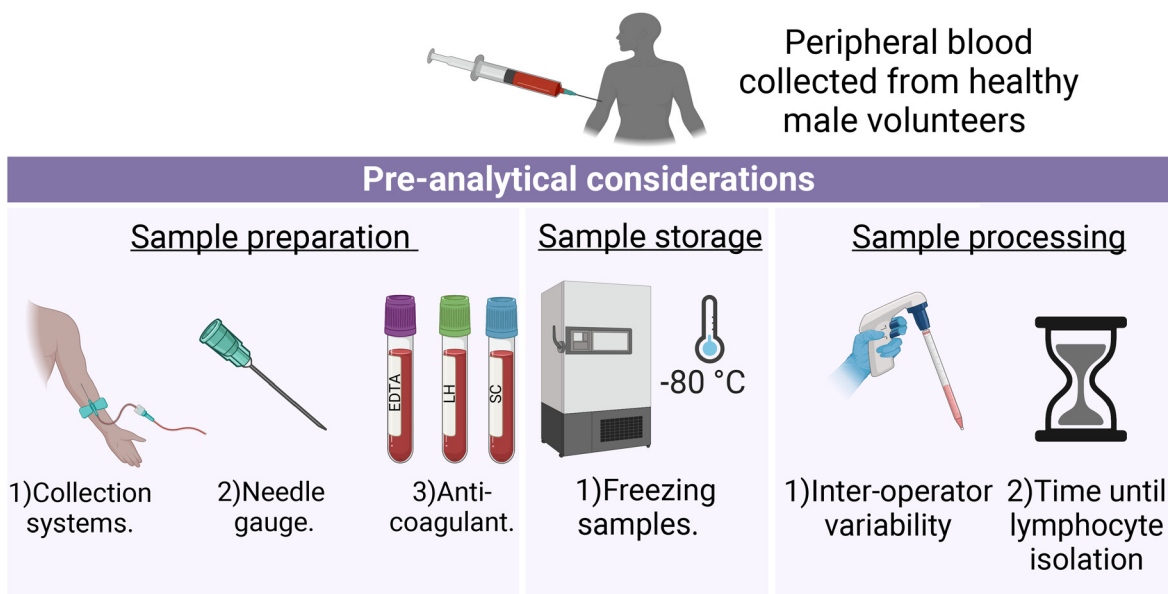 Peripheral blood
collected from healthy
male volunteers
Pre-analytical considerations
Sample preparation
EDTA
LH
SC
1)Collection
systems.
2)Needle
gauge.
3)Anti-
coagulant.
Sample storage
-80 °C
1)Freezing
samples.
Sample processing
1)Inter-operator
variability
2)Time until
lymphocyte
isolation